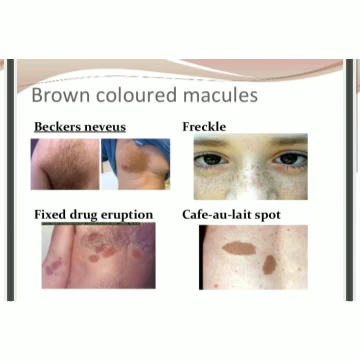 Brown coloured macules
Beckers neveus
Freckle
Fixed drug eruption
Cafe-au-lait spot